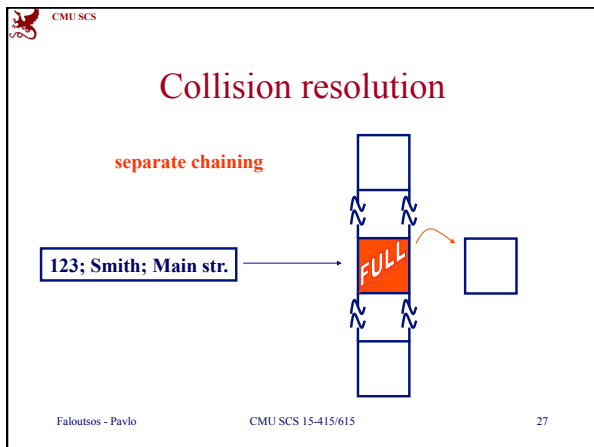 CMU SCS
Collision resolution
separate chaining
123; Smith; Main str.
FULL
Faloutsos - Pavlo CMU SCS 15-415/615 27